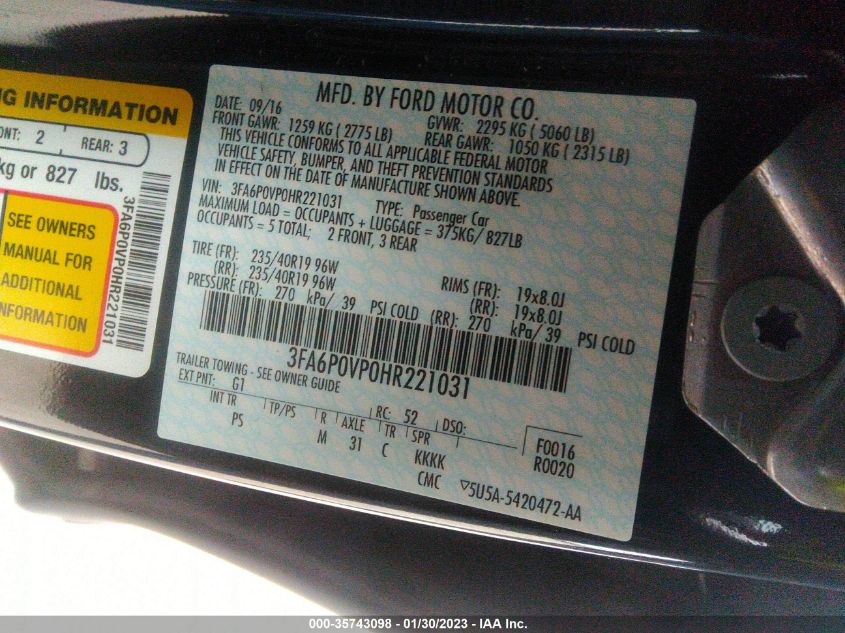 NG INFORMATION
ONT: 2 REAR: 3
kg or 827 lbs.
SEE OWNERS
MANUAL FOR
ADDITIONAL
INFORMATION
3FA6P0VP0HR221031
MFD. BY FORD MOTOR CO.
DATE: 09/16 GVWR: 2295 KG ( 5060 LB)
FRONT GAWR: 1259 KG ( 2775 LB) REAR GAWR: 1050 KG ( 2315 LB)
THIS VEHICLE CONFORMS TO ALL APPLICABLE FEDERAL MOTOR
VEHICLE SAFETY, BUMPER, AND THEFT PREVENTION STANDARDS
IN EFFECT ON THE DATE OF MANUFACTURE SHOWN ABOVE.
VIN: 3FA6P0VP0HR221031 TYPE: Passenger Car
MAXIMUM LOAD = OCCUPANTS + LUGGAGE = 375KG/ 827LB
OCCUPANTS = 5 TOTAL; 2 FRONT, 3 REAR
TIRE (FR): 235/40R19 96W RIMS (FR): 19x8.0J
(RR): 235/40R19 96W (RR): 19x8.0J
PRESSURE (FR): 270 kPa/ 39 PSI COLD (RR): 270 kPa/ 39 PSI COLD
3FA6P0VP0HR221031
TRAILER TOWING - SEE OWNER GUIDE
EXT PNT: G1 RC: 52 DSO:
INT TR TP/PS R AXLE TR SPR F0016
PS M 31 C KKKK R0020
CMC ▽5U5A-5420472-AA
000-35743098 - 01/30/2023 - IAA Inc.